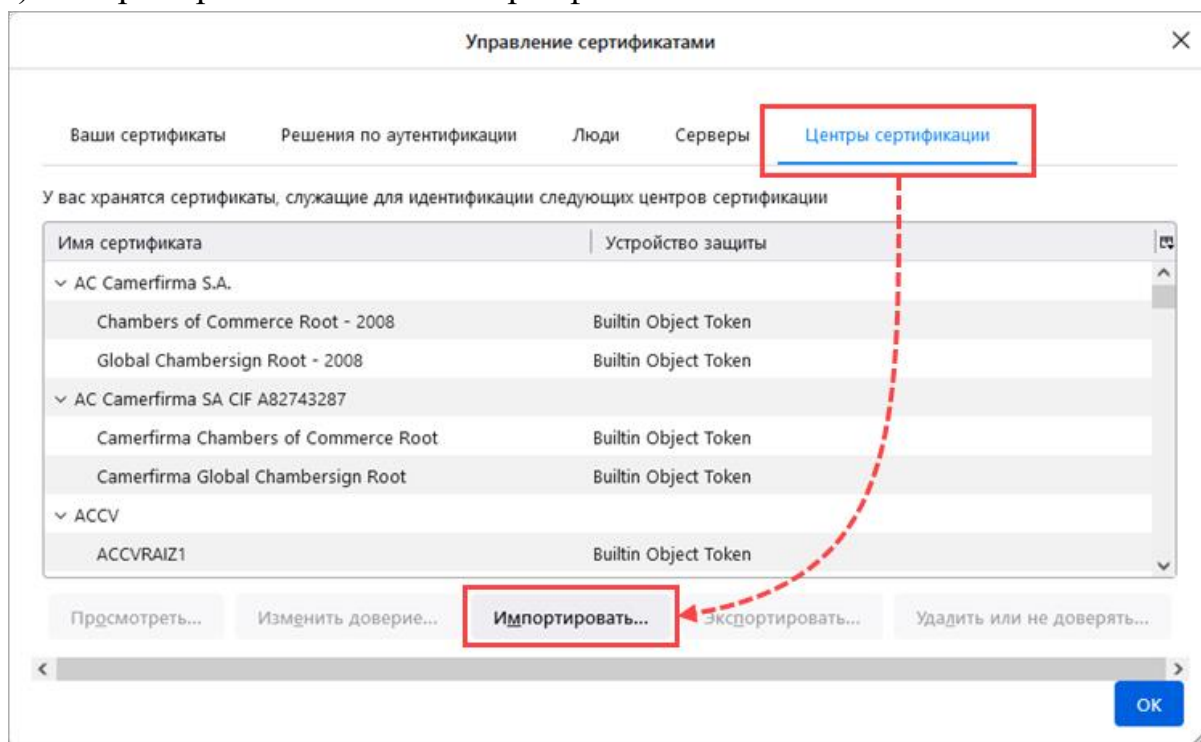 Управление сертификатами
Ваши сертификаты Решения по аутентификации Люди Серверы Центры сертификации
У вас хранятся сертификаты, служащие для идентификации следующих центров сертификации
Имя сертификата Устройство защиты
AC Camerfirma S.A.
Chambers of Commerce Root - 2008 Builtin Object Token
Global Chambersign Root - 2008 Builtin Object Token
AC Camerfirma SA CIF A82743287
Camerfirma Chambers of Commerce Root Builtin Object Token
Camerfirma Global Chambersign Root Builtin Object Token
ACCV
ACCVRAIZ1 Builtin Object Token
Просмотреть... Изменить доверие... Импортировать... Экспортировать... Удалить или не доверять...
ОК